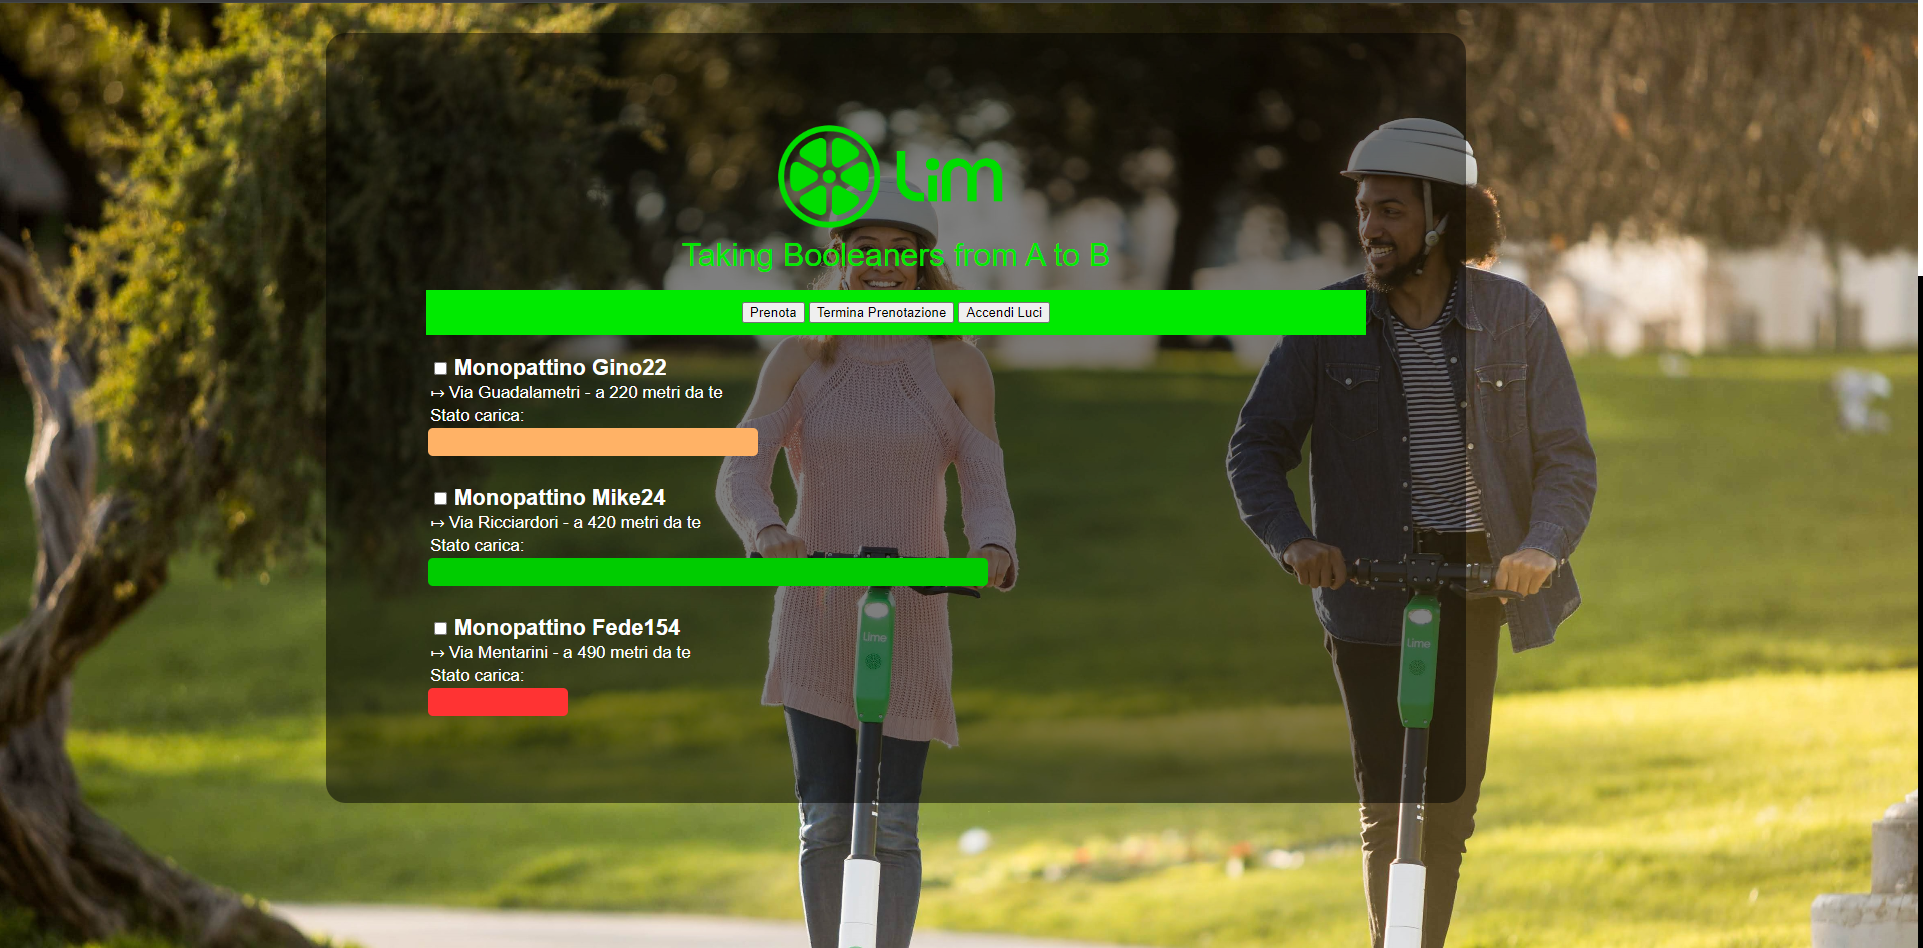 Lim
Taking Booleaners from A to B
Prenota Termina Prenotazione Accendi Luci
Monopattino Gino22
↦ Via Guadalametri - a 220 metri da te
Stato carica:
Monopattino Mike24
↦ Via Ricciardori - a 420 metri da te
Stato carica:
Monopattino Fede154
↦ Via Mentarini - a 490 metri da te
Stato carica:
Lime
Lime